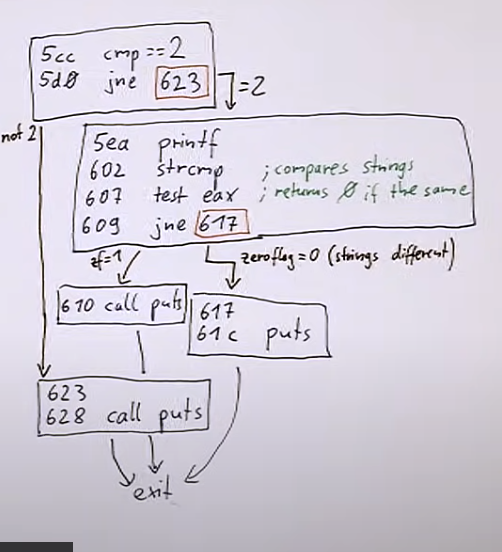 5cc cmp == 2
5d0 jne 623
=2
not 2
5ea printf
602 strcmp ; compares strings
607 test eax ; returns 0 if the same
609 jne 617
zf=1
zeroflag=0 (strings different)
610 call puts
617
61c puts
623
628 call puts
exit